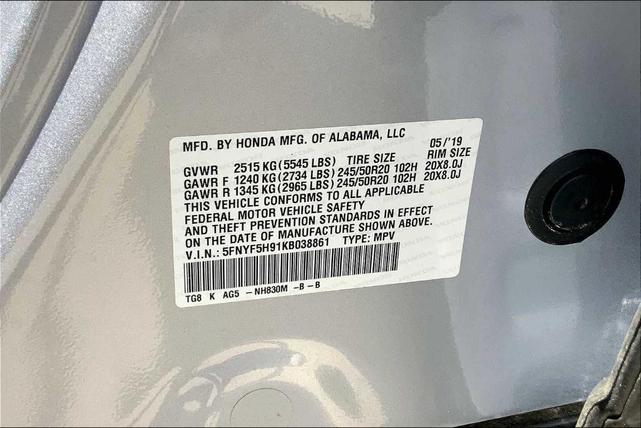 MFD. BY HONDA MFG. OF ALABAMA, LLC 05/'19
GVWR 2515 KG (5545 LBS) TIRE SIZE RIM SIZE
GAWR F 1240 KG (2734 LBS) 245/50R20 102H 20X8.0J
GAWR R 1345 KG (2965 LBS) 245/50R20 102H 20X8.0J
THIS VEHICLE CONFORMS TO ALL APPLICABLE
FEDERAL MOTOR VEHICLE SAFETY
AND THEFT PREVENTION STANDARDS IN EFFECT
ON THE DATE OF MANUFACTURE SHOWN ABOVE.
V.I.N.: 5FNYF5H91KB038861 TYPE: MPV
TG8 K AG5 -NH830M -B-B